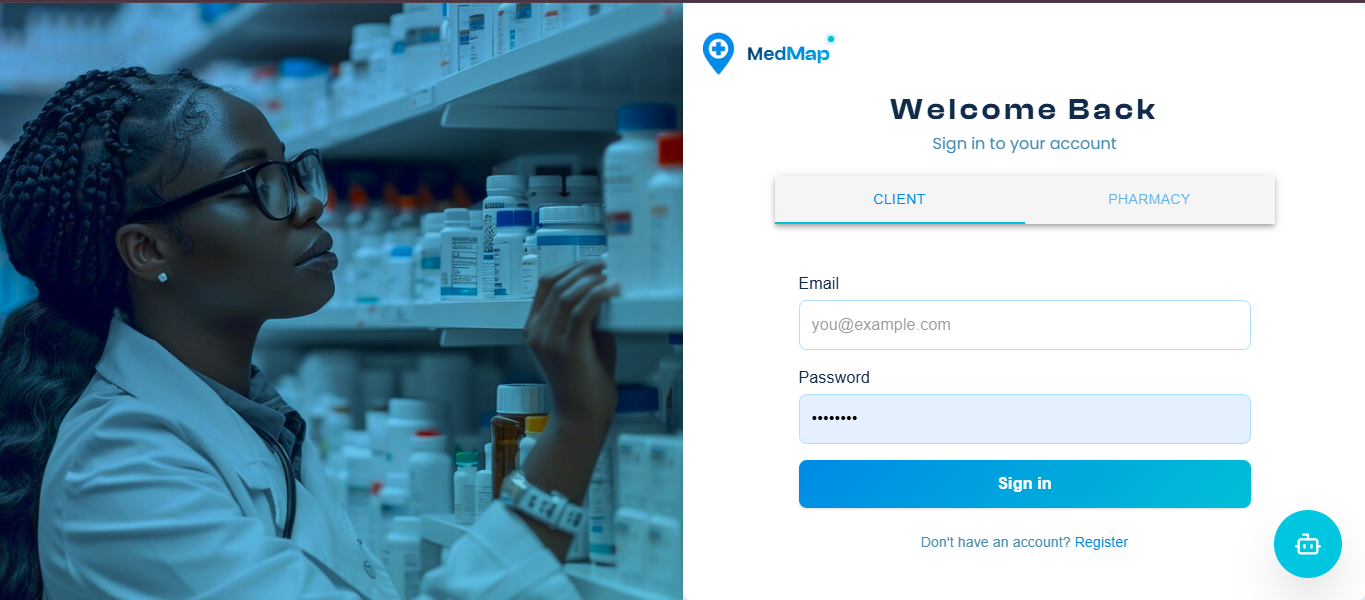 MedMap
Welcome Back
Sign in to your account
CLIENT
PHARMACY
Email
you@example.com
Password
••••••••
Sign in
Don't have an account? Register